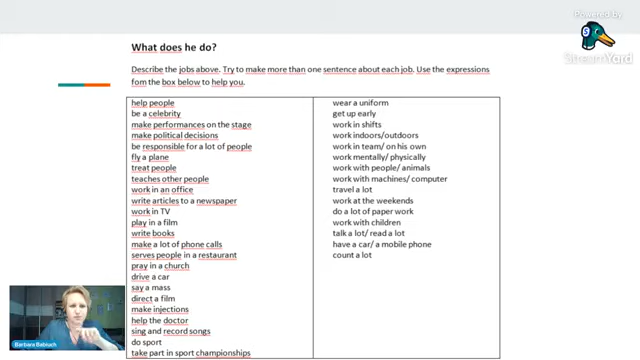 Powered by
StreamYard
What does he do?
Describe the jobs above. Try to make more than one sentence about each job. Use the expressions
fom the box below to help you.
help people
be a celebrity
make performances on the stage
make political decisions
be responsible for a lot of people
fly a plane
treat people
teaches other people
work in an office
write articles to a newspaper
work in TV
play in a film
write books
make a lot of phone calls
serves people in a restaurant
pray in a church
drive a car
say a mass
direct a film
make injections
help the doctor
sing and record songs
do sport
take part in sport championships
wear a uniform
get up early
work in shifts
work indoors/outdoors
work in team/ on his own
work mentally/ physically
work with people/ animals
work with machines/ computer
travel a lot
work at the weekends
do a lot of paper work
work with children
talk a lot/ read a lot
have a car/ a mobile phone
count a lot
Barbara Babiuch